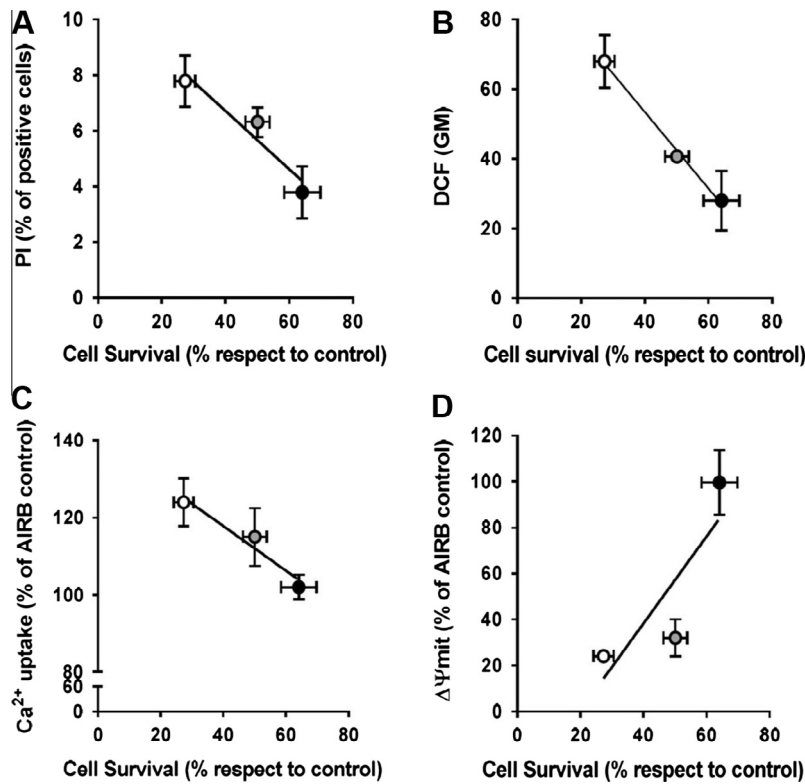 A
PI (% of positive cells)
10
8
6
4
2
0
0 20 40 60 80
Cell Survival (% respect to control)
B
DCF (GM)
80
60
40
20
0
0 20 40 60 80
Cell survival (% respect to control)
C
Ca²⁺ uptake (% of AIRB control)
140
120
100
80
60
0
0 20 40 60 80
Cell Survival (% respect to control)
D
ΔΨmit (% of AIRB control)
120
100
80
60
40
20
0
0 20 40 60 80
Cell Survival (% respect to control)